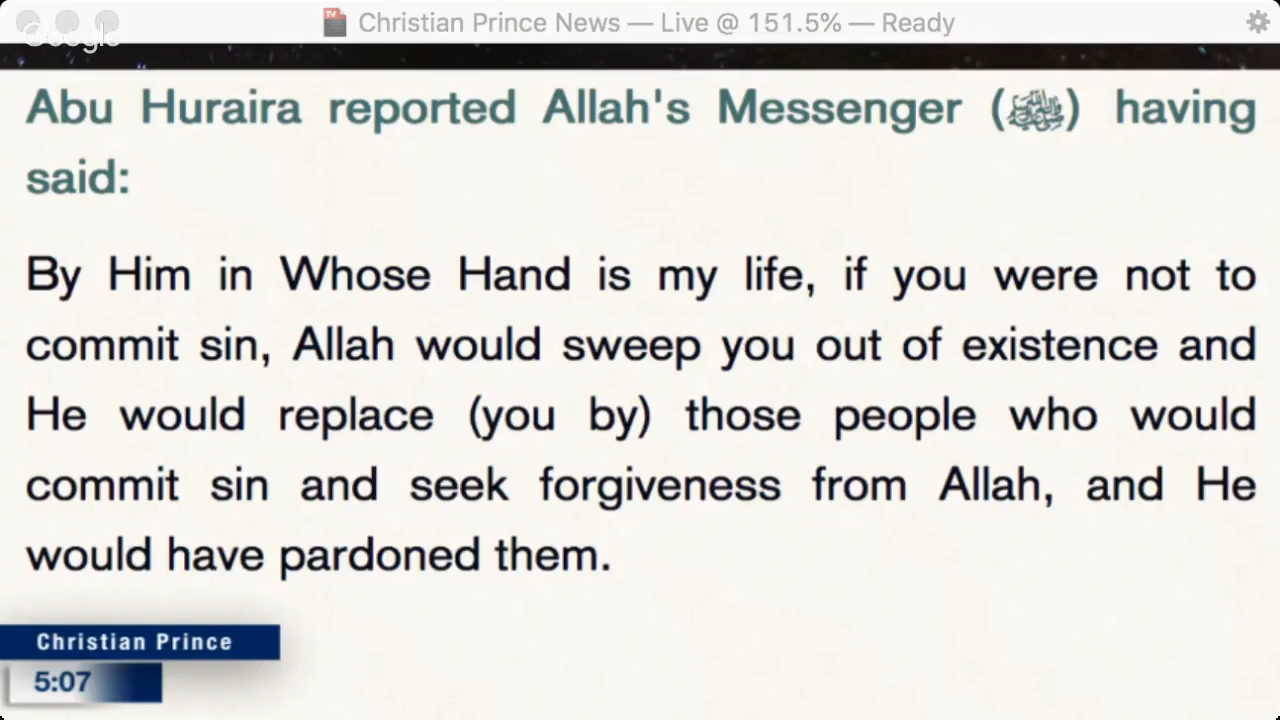 Christian Prince News — Live @ 151.5% — Ready
Google
Abu Huraira reported Allah's Messenger (ﷺ) having
said:
By Him in Whose Hand is my life, if you were not to
commit sin, Allah would sweep you out of existence and
He would replace (you by) those people who would
commit sin and seek forgiveness from Allah, and He
would have pardoned them.
Christian Prince
5:07